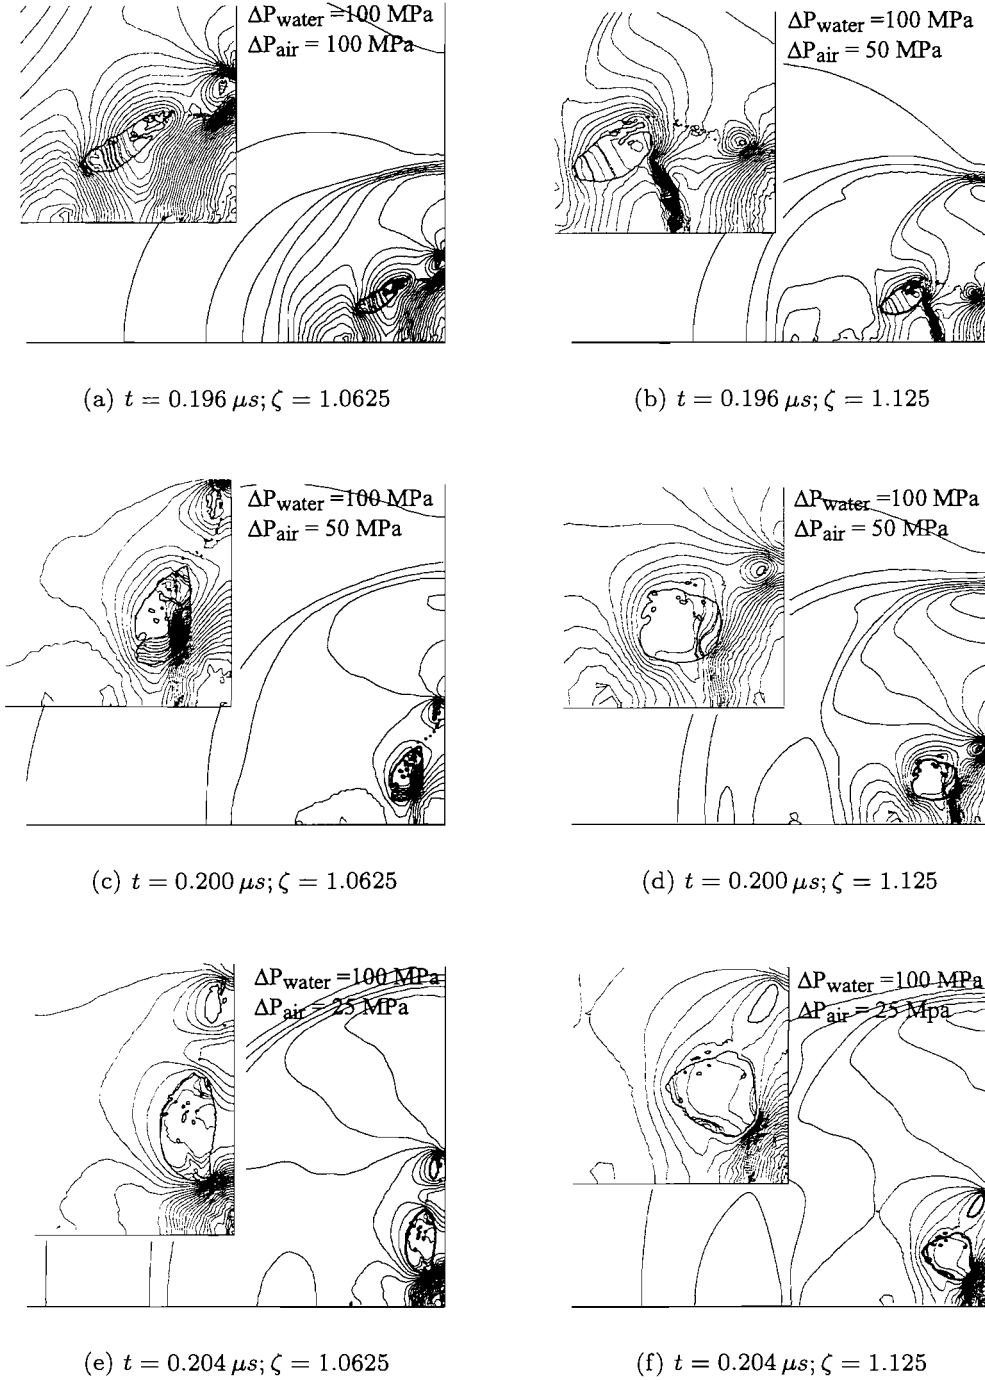 ΔPwater =100 MPa
ΔPair = 100 MPa
ΔPwater =100 MPa
ΔPair = 50 MPa
(a) t = 0.196 μs; ζ = 1.0625
(b) t = 0.196 μs; ζ = 1.125
ΔPwater =100 MPa
ΔPair = 50 MPa
ΔPwater =100 MPa
ΔPair = 50 MPa
(c) t = 0.200 μs; ζ = 1.0625
(d) t = 0.200 μs; ζ = 1.125
ΔPwater =100 MPa
ΔPair = 25 MPa
ΔPwater =100 MPa
ΔPair = 25 Mpa
(e) t = 0.204 μs; ζ = 1.0625
(f) t = 0.204 μs; ζ = 1.125